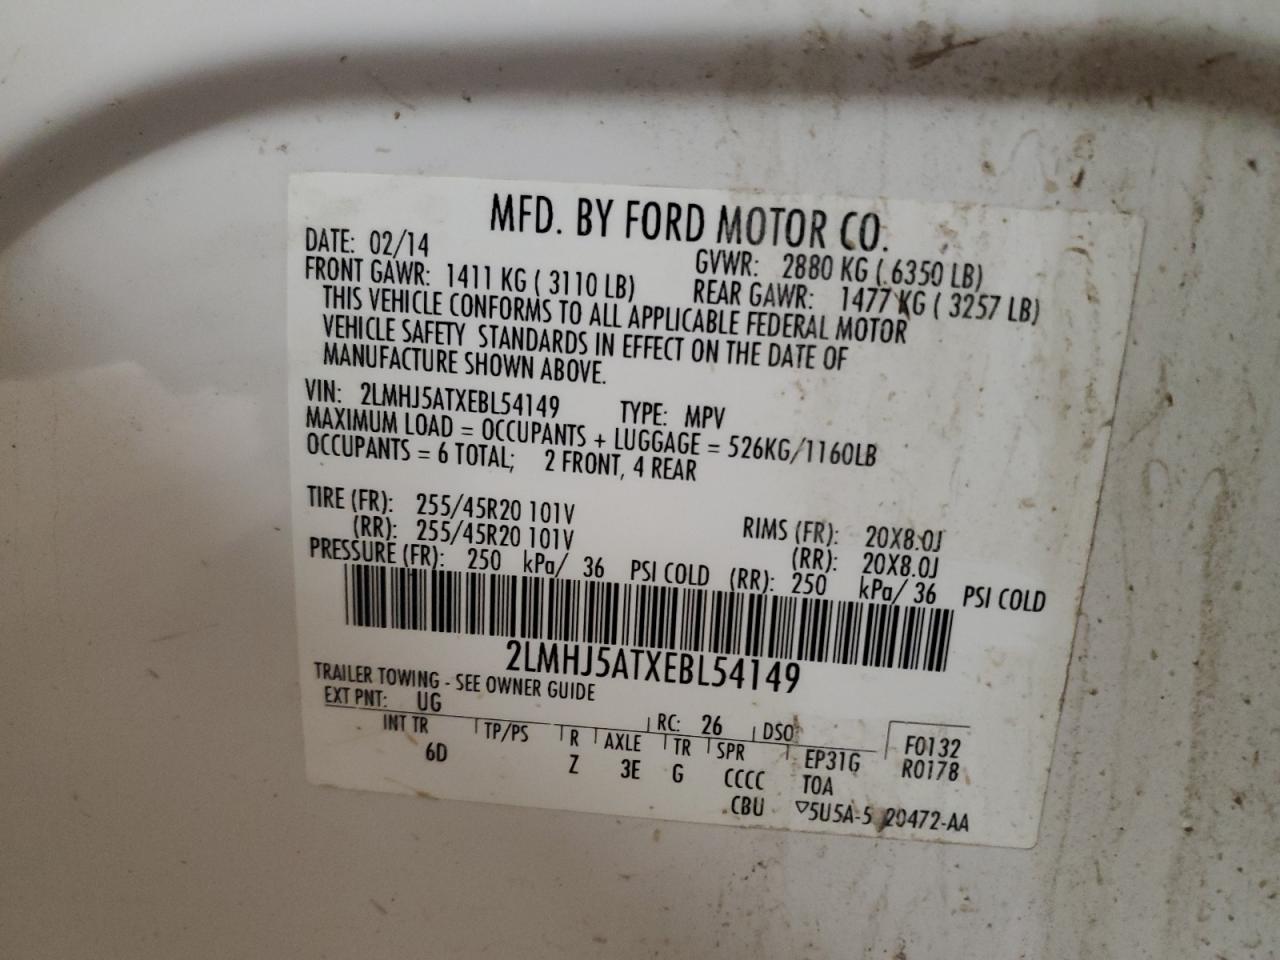 MFD. BY FORD MOTOR CO.
DATE: 02/14 GVWR: 2880 KG ( 6350 LB)
FRONT GAWR: 1411 KG ( 3110 LB) REAR GAWR: 1477 KG ( 3257 LB)
THIS VEHICLE CONFORMS TO ALL APPLICABLE FEDERAL MOTOR
VEHICLE SAFETY STANDARDS IN EFFECT ON THE DATE OF
MANUFACTURE SHOWN ABOVE.
VIN: 2LMHJ5ATXEBL54149 TYPE: MPV
MAXIMUM LOAD = OCCUPANTS + LUGGAGE = 526KG/1160LB
OCCUPANTS = 6 TOTAL; 2 FRONT, 4 REAR
TIRE (FR): 255/45R20 101V RIMS (FR): 20X8.0J
(RR): 255/45R20 101V (RR): 20X8.0J
PRESSURE (FR): 250 kPa/ 36 PSI COLD (RR): 250 kPa/ 36 PSI COLD
2LMHJ5ATXEBL54149
TRAILER TOWING - SEE OWNER GUIDE
EXT PNT: UG RC: 26 DSO: F0132
INT TR TP/PS R AXLE TR SPR EP31G R0178
6D Z 3E G CCCC TOA
CBU ▽5U5A-5 20472-AA